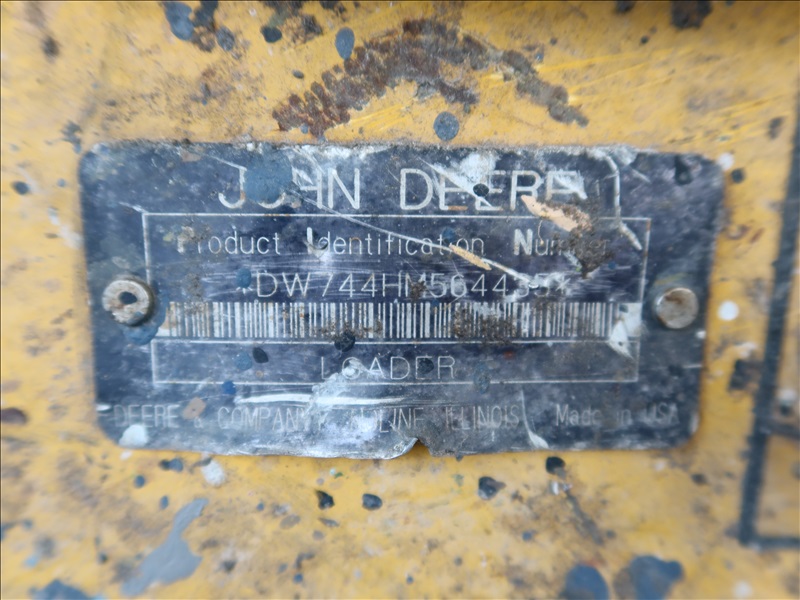 JOHN DEERE
Product Identification Number
*DW744HM564435*
LOADER
DEERE & COMPANY MOLINE ILLINOIS Made in USA